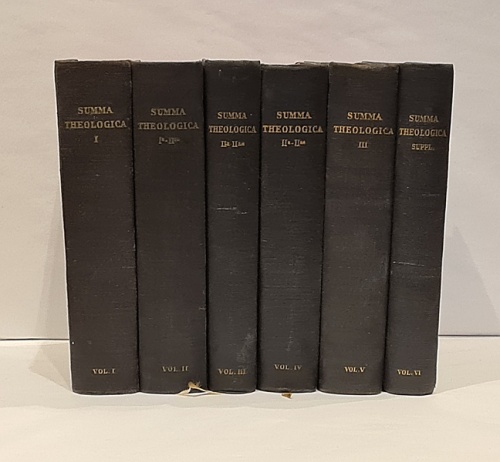 SUMMA
THEOLOGICA
I
VOL. I
SUMMA
THEOLOGICA
Iᵃ-IIᵃᵉ
VOL. II
SUMMA
THEOLOGICA
IIᵃ IIᵃᵉ
VOL. III
SUMMA
THEOLOGICA
IIᵃ-IIᵃᵉ
VOL. IV
SUMMA
THEOLOGICA
III
VOL. V
SUMMA
THEOLOGICA
SUPPL.
VOL. VI